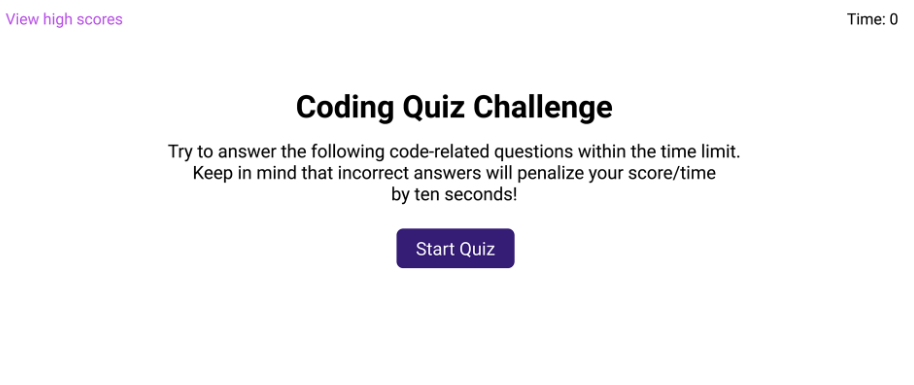 View high scores
Time: 0
Coding Quiz Challenge
Try to answer the following code-related questions within the time limit.
Keep in mind that incorrect answers will penalize your score/time
by ten seconds!
Start Quiz